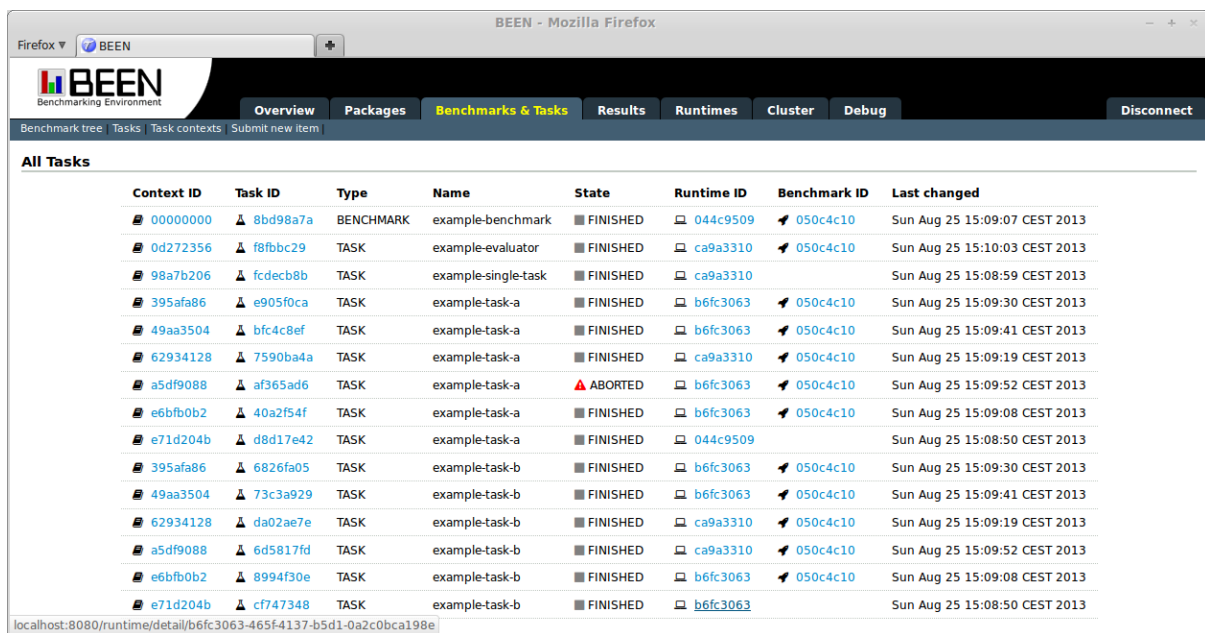 BEEN - Mozilla Firefox
Firefox BEEN
BEEN
Benchmarking Environment
Overview Packages Benchmarks & Tasks Results Runtimes Cluster Debug Disconnect
Benchmark tree | Tasks | Task contexts | Submit new item |
All Tasks
Context ID Task ID Type Name State Runtime ID Benchmark ID Last changed
00000000 8bd98a7a BENCHMARK example-benchmark FINISHED 044c9509 050c4c10 Sun Aug 25 15:09:07 CEST 2013
0d272356 f8fbbc29 TASK example-evaluator FINISHED ca9a3310 050c4c10 Sun Aug 25 15:10:03 CEST 2013
98a7b206 fcdecb8b TASK example-single-task FINISHED ca9a3310 Sun Aug 25 15:08:59 CEST 2013
395afa86 e905f0ca TASK example-task-a FINISHED b6fc3063 050c4c10 Sun Aug 25 15:09:30 CEST 2013
49aa3504 bfc4c8ef TASK example-task-a FINISHED b6fc3063 050c4c10 Sun Aug 25 15:09:41 CEST 2013
62934128 7590ba4a TASK example-task-a FINISHED ca9a3310 050c4c10 Sun Aug 25 15:09:19 CEST 2013
a5df9088 af365ad6 TASK example-task-a ABORTED b6fc3063 050c4c10 Sun Aug 25 15:09:52 CEST 2013
e6bfb0b2 40a2f54f TASK example-task-a FINISHED b6fc3063 050c4c10 Sun Aug 25 15:09:08 CEST 2013
e71d204b d8d17e42 TASK example-task-a FINISHED 044c9509 Sun Aug 25 15:08:50 CEST 2013
395afa86 6826fa05 TASK example-task-b FINISHED b6fc3063 050c4c10 Sun Aug 25 15:09:30 CEST 2013
49aa3504 73c3a929 TASK example-task-b FINISHED b6fc3063 050c4c10 Sun Aug 25 15:09:41 CEST 2013
62934128 da02ae7e TASK example-task-b FINISHED ca9a3310 050c4c10 Sun Aug 25 15:09:19 CEST 2013
a5df9088 6d5817fd TASK example-task-b FINISHED ca9a3310 050c4c10 Sun Aug 25 15:09:52 CEST 2013
e6bfb0b2 8994f30e TASK example-task-b FINISHED b6fc3063 050c4c10 Sun Aug 25 15:09:08 CEST 2013
e71d204b cf747348 TASK example-task-b FINISHED b6fc3063 Sun Aug 25 15:08:50 CEST 2013
localhost:8080/runtime/detail/b6fc3063-465f-4137-b5d1-0a2c0bca198e